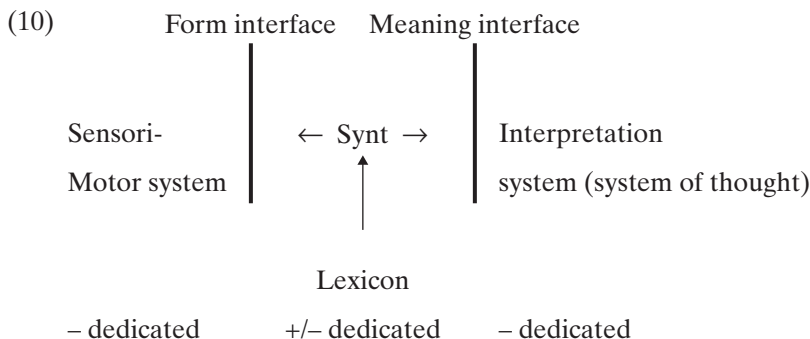 (10) Form interface Meaning interface
Sensori- ← Synt → Interpretation
Motor system system (system of thought)
Lexicon
– dedicated +/– dedicated – dedicated